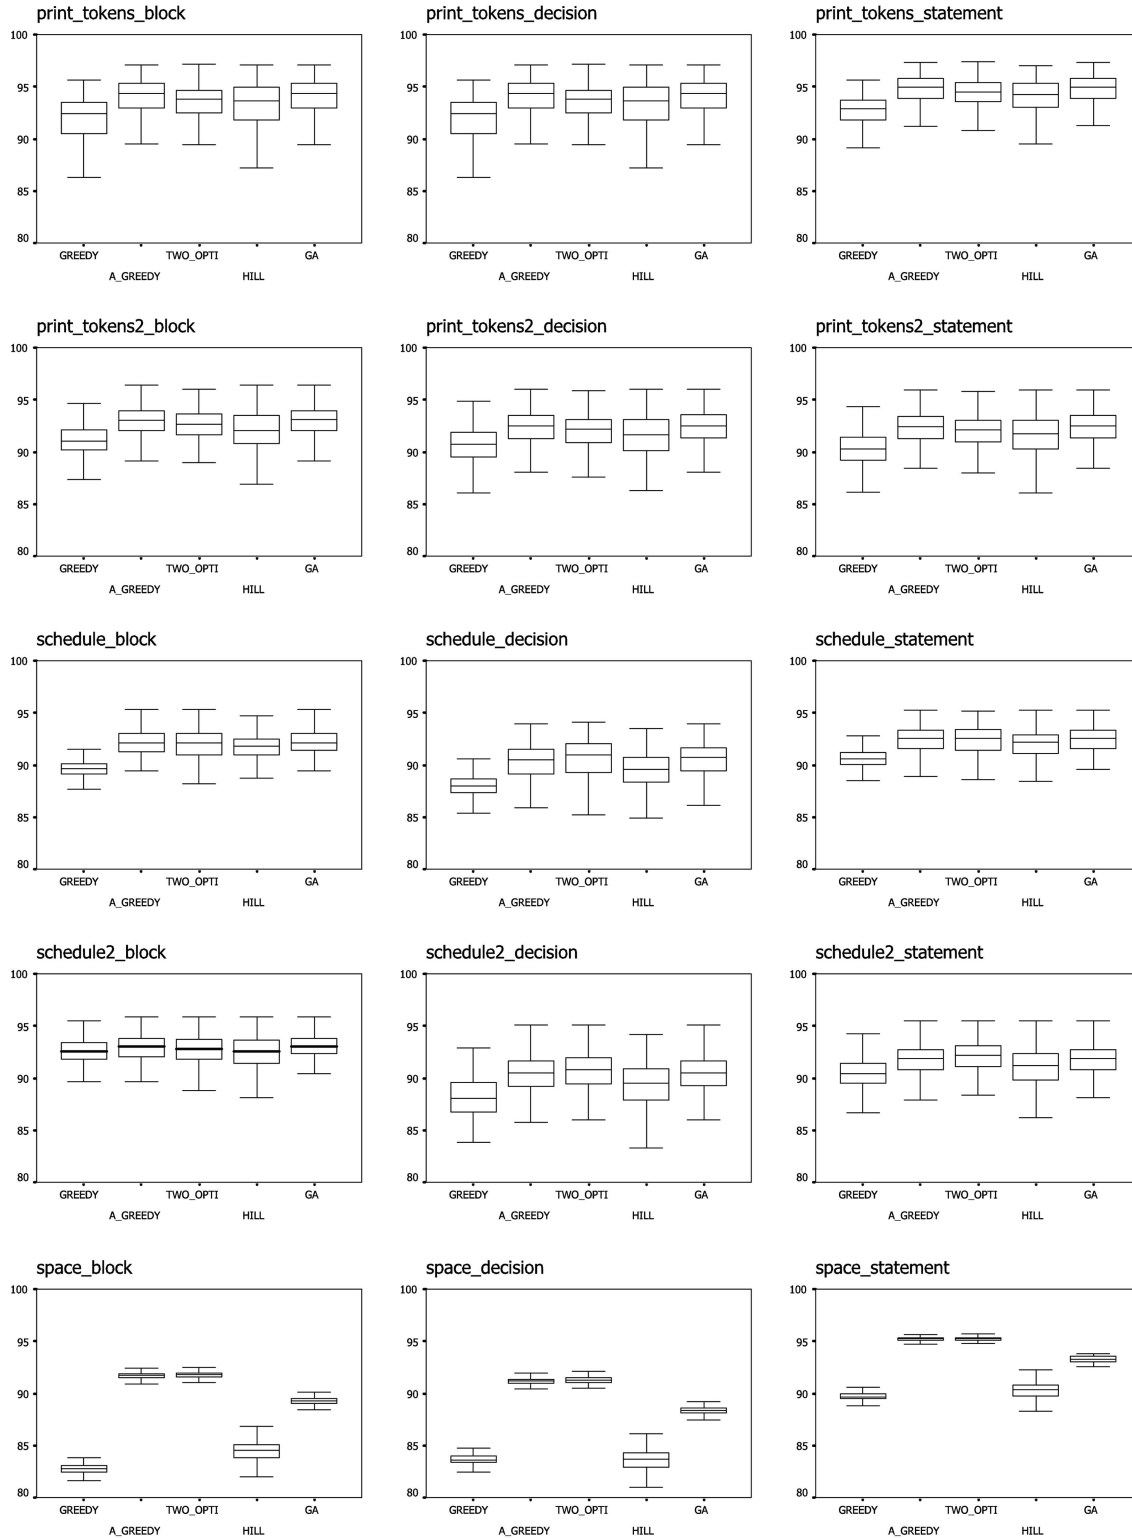 print_tokens_block print_tokens_decision print_tokens_statement
100 100 100
95 95 95
90 90 90
85 85 85
80 80 80
GREEDY TWO_OPTI GA GREEDY TWO_OPTI GA GREEDY TWO_OPTI GA
A_GREEDY HILL A_GREEDY HILL A_GREEDY HILL
print_tokens2_block print_tokens2_decision print_tokens2_statement
100 100 100
95 95 95
90 90 90
85 85 85
80 80 80
GREEDY TWO_OPTI GA GREEDY TWO_OPTI GA GREEDY TWO_OPTI GA
A_GREEDY HILL A_GREEDY HILL A_GREEDY HILL
schedule_block schedule_decision schedule_statement
100 100 100
95 95 95
90 90 90
85 85 85
80 80 80
GREEDY TWO_OPTI GA GREEDY TWO_OPTI GA GREEDY TWO_OPTI GA
A_GREEDY HILL A_GREEDY HILL A_GREEDY HILL
schedule2_block schedule2_decision schedule2_statement
100 100 100
95 95 95
90 90 90
85 85 85
80 80 80
GREEDY TWO_OPTI GA GREEDY TWO_OPTI GA GREEDY TWO_OPTI GA
A_GREEDY HILL A_GREEDY HILL A_GREEDY HILL
space_block space_decision space_statement
100 100 100
95 95 95
90 90 90
85 85 85
80 80 80
GREEDY TWO_OPTI GA GREEDY TWO_OPTI GA GREEDY TWO_OPTI GA
A_GREEDY HILL A_GREEDY HILL A_GREEDY HILL